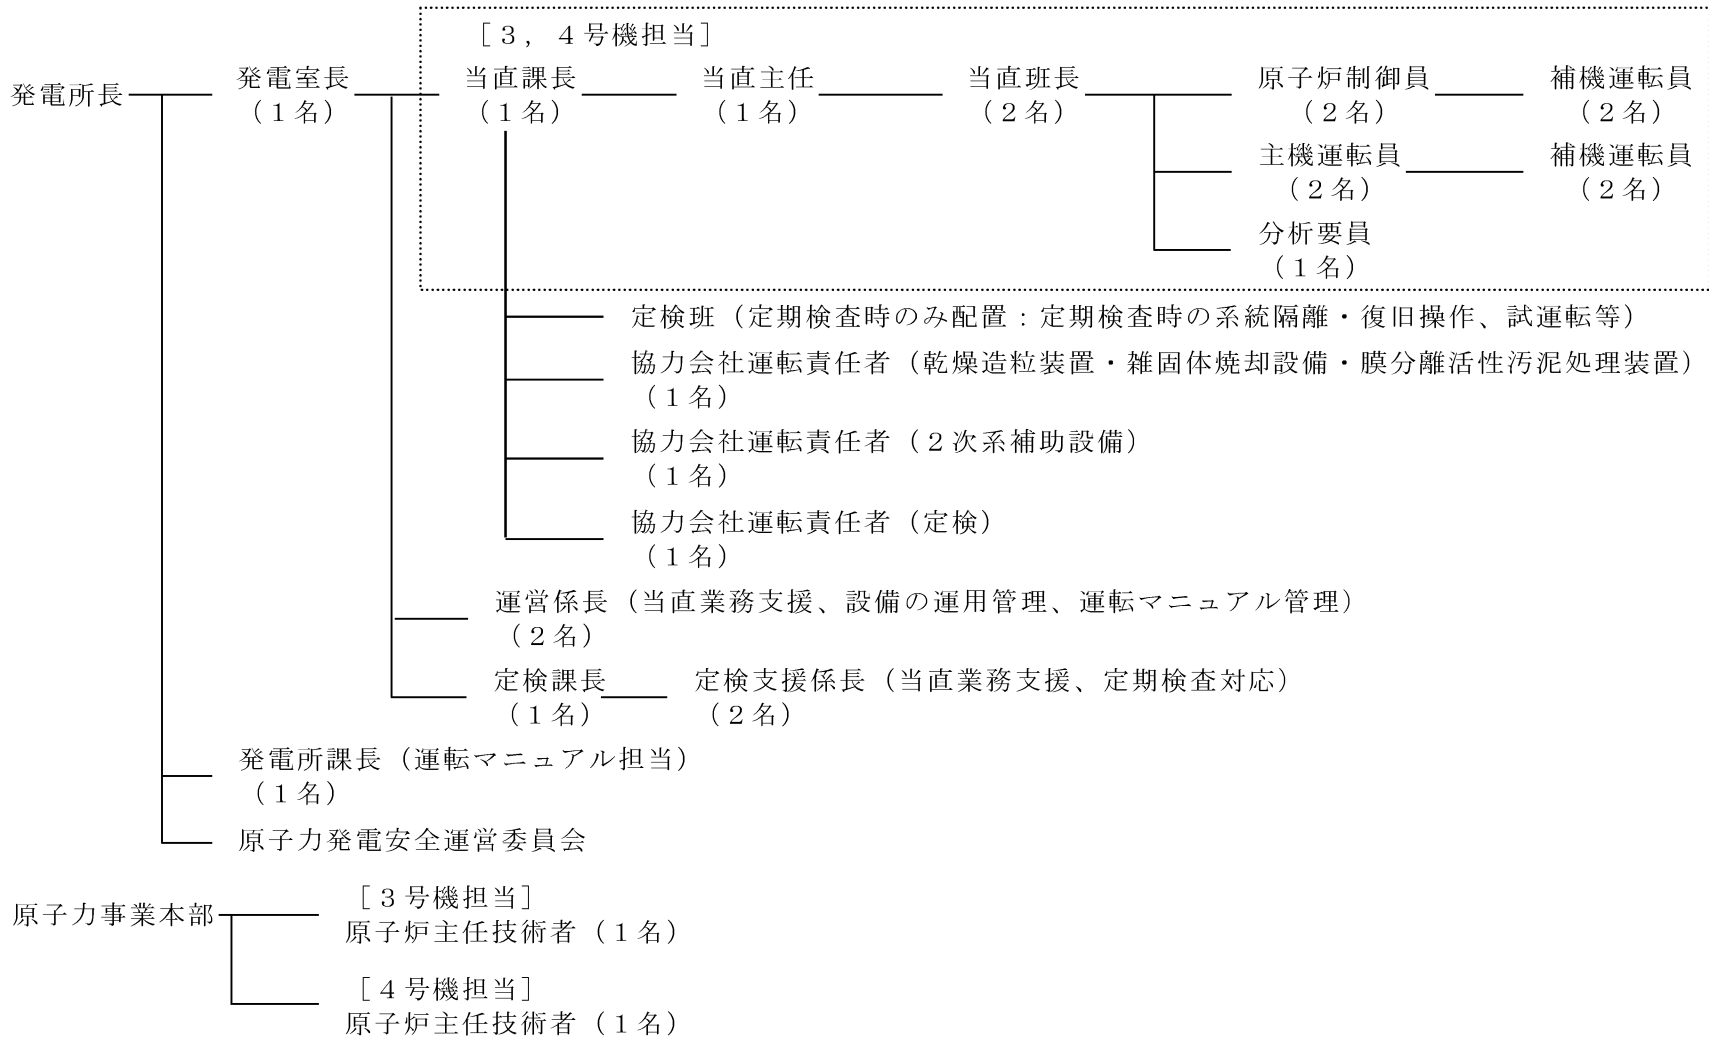 ［３，４号機担当］
発電所長 発電室長 当直課長 当直主任 当直班長 原子炉制御員 補機運転員
（１名） （１名） （１名） （２名） （２名） （２名）
主機運転員 補機運転員
（２名） （２名）
分析要員
（１名）
定検班（定期検査時のみ配置：定期検査時の系統隔離・復旧操作、試運転等）
協力会社運転責任者（乾燥造粒装置・雑固体焼却設備・膜分離活性汚泥処理装置）
（１名）
協力会社運転責任者（２次系補助設備）
（１名）
協力会社運転責任者（定検）
（１名）
運営係長（当直業務支援、設備の運用管理、運転マニュアル管理）
（２名）
定検課長 定検支援係長（当直業務支援、定期検査対応）
（１名） （２名）
発電所課長（運転マニュアル担当）
（１名）
原子力発電安全運営委員会
［３号機担当］
原子力事業本部 原子炉主任技術者（１名）
［４号機担当］
原子炉主任技術者（１名）